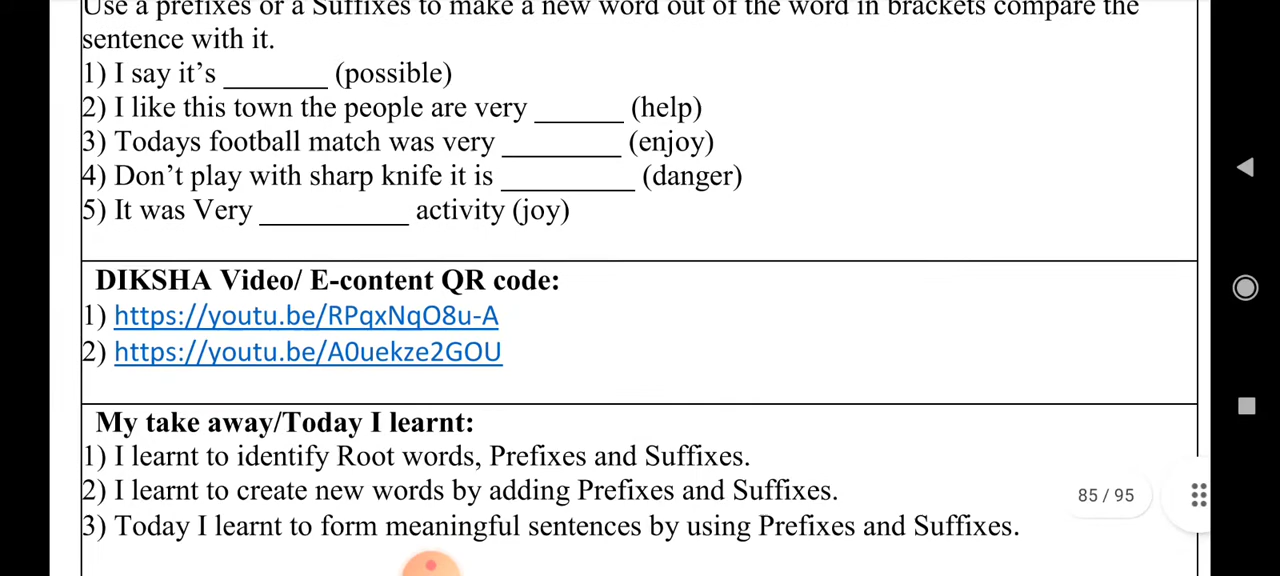 Use a prefixes or a Suffixes to make a new word out of the word in brackets compare the
sentence with it.
1) I say it’s ________ (possible)
2) I like this town the people are very _______ (help)
3) Todays football match was very _________ (enjoy)
4) Don’t play with sharp knife it is __________ (danger)
5) It was Very ___________ activity (joy)
DIKSHA Video/ E-content QR code:
1) https://youtu.be/RPqxNqO8u-A
2) https://youtu.be/A0uekze2GOU
My take away/Today I learnt:
1) I learnt to identify Root words, Prefixes and Suffixes.
2) I learnt to create new words by adding Prefixes and Suffixes.
85 / 95
3) Today I learnt to form meaningful sentences by using Prefixes and Suffixes.